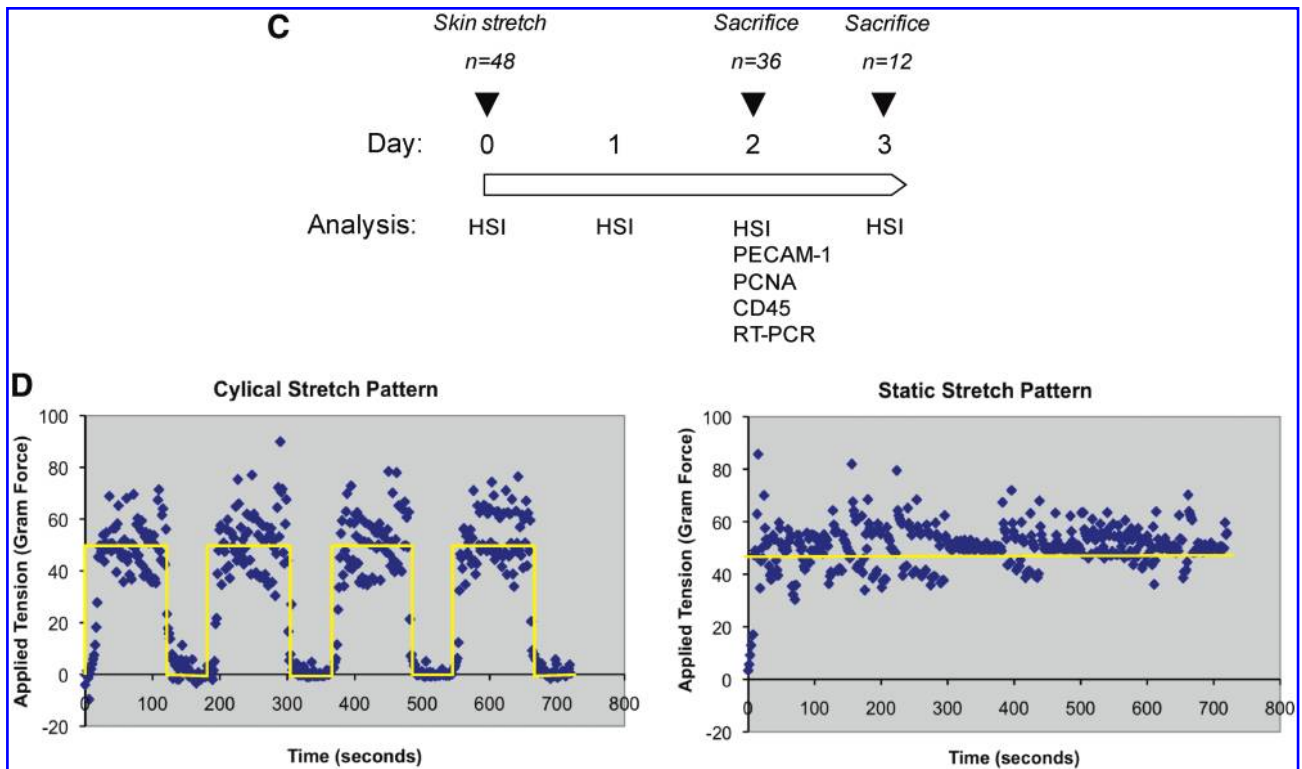 C
Skin stretch Sacrifice Sacrifice
n=48 n=36 n=12
Day: 0 1 2 3
Analysis: HSI HSI HSI HSI
PECAM-1
PCNA
CD45
RT-PCR
D
Cylical Stretch Pattern
Applied Tension (Gram Force)
100
80
60
40
20
0
-20
0 100 200 300 400 500 600 700 800
Time (seconds)
Static Stretch Pattern
Applied Tension (Gram Force)
100
80
60
40
20
0
-20
0 100 200 300 400 500 600 700 800
Time (seconds)